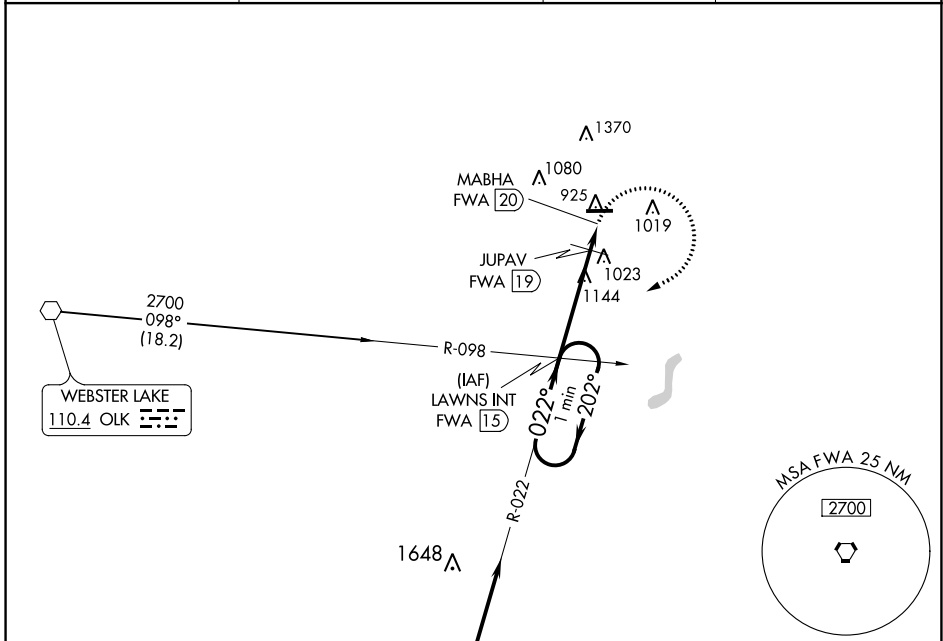 1370
1080
MABHA
FWA 20
925
1019
JUPAV
FWA 19
1023
1144
2700
098°
(18.2)
R-098
(IAF)
LAWNS INT
FWA 15
022°
1 min
202°
WEBSTER LAKE
110.4 OLK
R-022
MSA FWA 25 NM
2700
1648